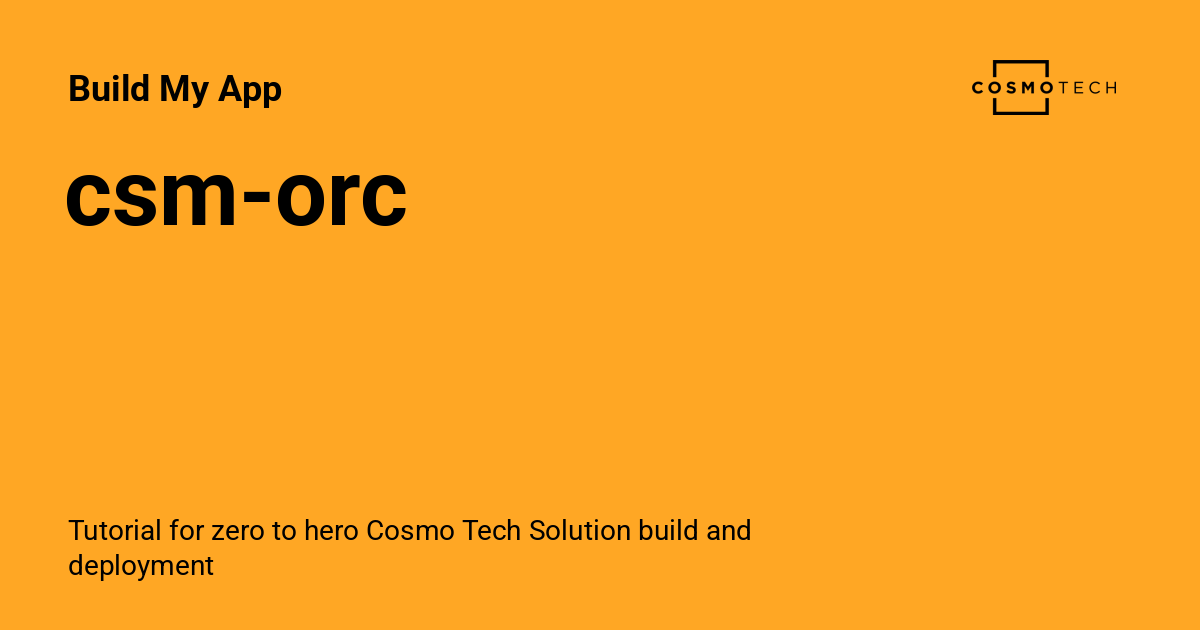 Build My App
COSMOTECH
csm-orc
Tutorial for zero to hero Cosmo Tech Solution build and
deployment